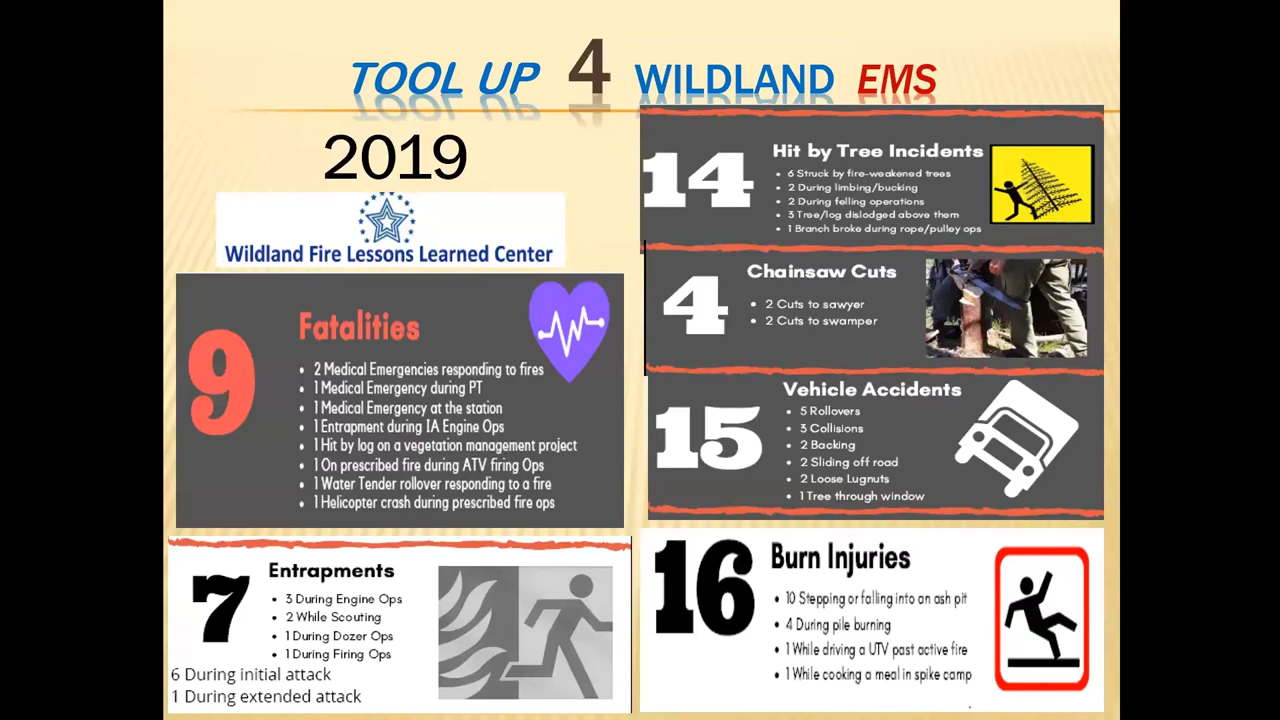 TOOL UP 4 WILDLAND EMS
2019
Wildland Fire Lessons Learned Center
9
Fatalities
• 2 Medical Emergencies responding to fires
• 1 Medical Emergency during PT
• 1 Medical Emergency at the station
• 1 Entrapment during IA Engine Ops
• 1 Hit by log on a vegetation management project
• 1 On prescribed fire during ATV firing Ops
• 1 Water Tender rollover responding to a fire
• 1 Helicopter crash during prescribed fire ops
7
Entrapments
• 3 During Engine Ops
• 2 While Scouting
• 1 During Dozer Ops
• 1 During Firing Ops
6 During initial attack
1 During extended attack
14
Hit by Tree Incidents
• 6 Struck by fire-weakened trees
• 2 During limbing/bucking
• 2 During felling operations
• 3 Tree/log dislodged above them
• 1 Branch broke during rope/pulley ops
4
Chainsaw Cuts
• 2 Cuts to sawyer
• 2 Cuts to swamper
15
Vehicle Accidents
• 5 Rollovers
• 3 Collisions
• 2 Backing
• 2 Sliding off road
• 2 Loose Lugnuts
• 1 Tree through window
16
Burn Injuries
• 10 Stepping or falling into an ash pit
• 4 During pile burning
• 1 While driving a UTV past active fire
• 1 While cooking a meal in spike camp